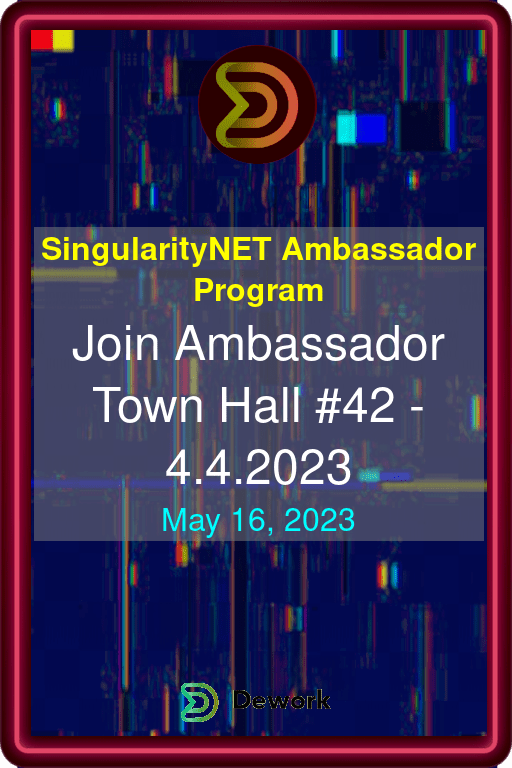 SingularityNET Ambassador
Program
Join Ambassador
Town Hall #42 -
4.4.2023
May 16, 2023
Dework